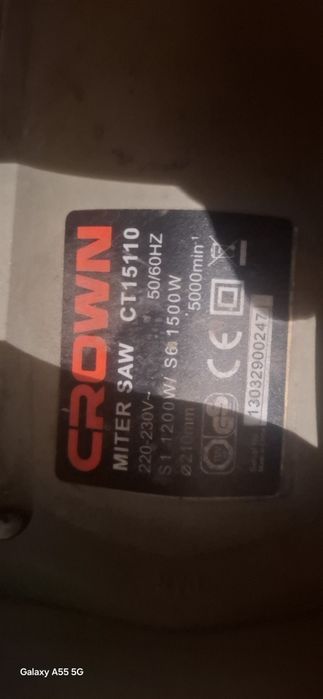 CROWN
MITER SAW CT15110
220-230V~ 50/60HZ
S1 1200W/ S6 1500W
ø210mm 5000min⁻¹
CE
13032900247
Galaxy A55 5G